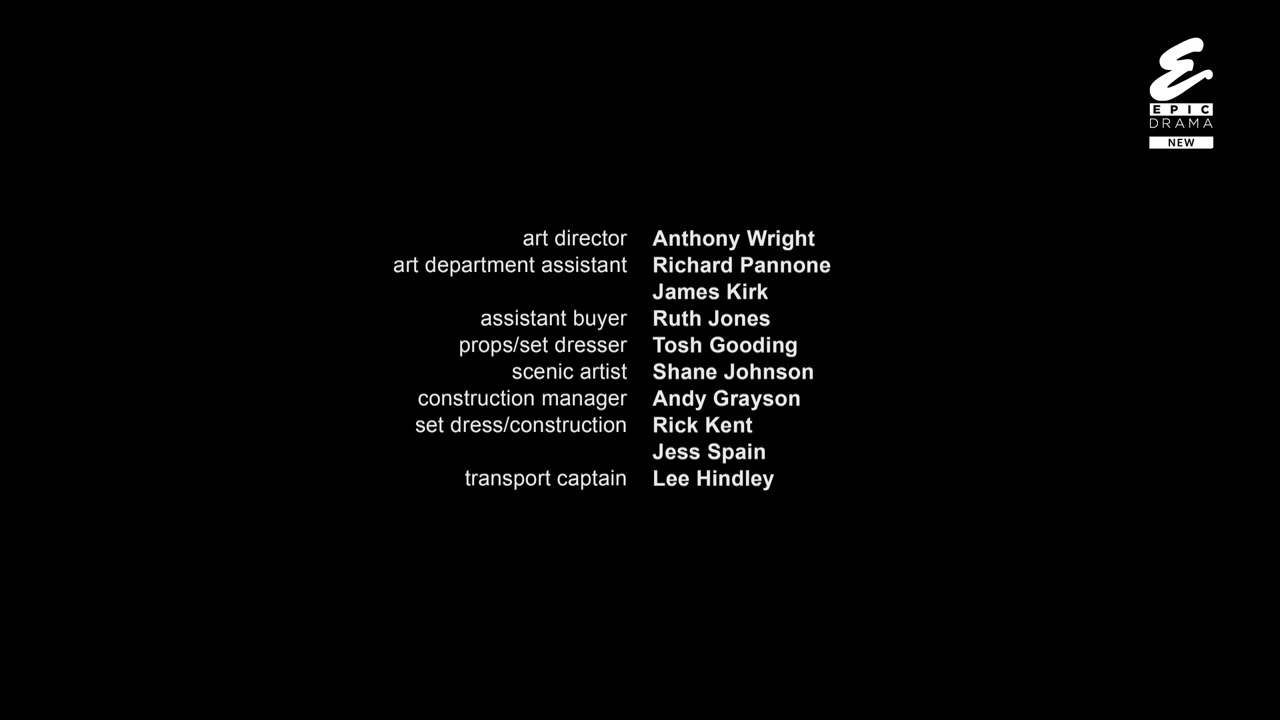 E
EPIC
DRAMA
NEW
art director Anthony Wright
art department assistant Richard Pannone
James Kirk
assistant buyer Ruth Jones
props/set dresser Tosh Gooding
scenic artist Shane Johnson
construction manager Andy Grayson
set dress/construction Rick Kent
Jess Spain
transport captain Lee Hindley